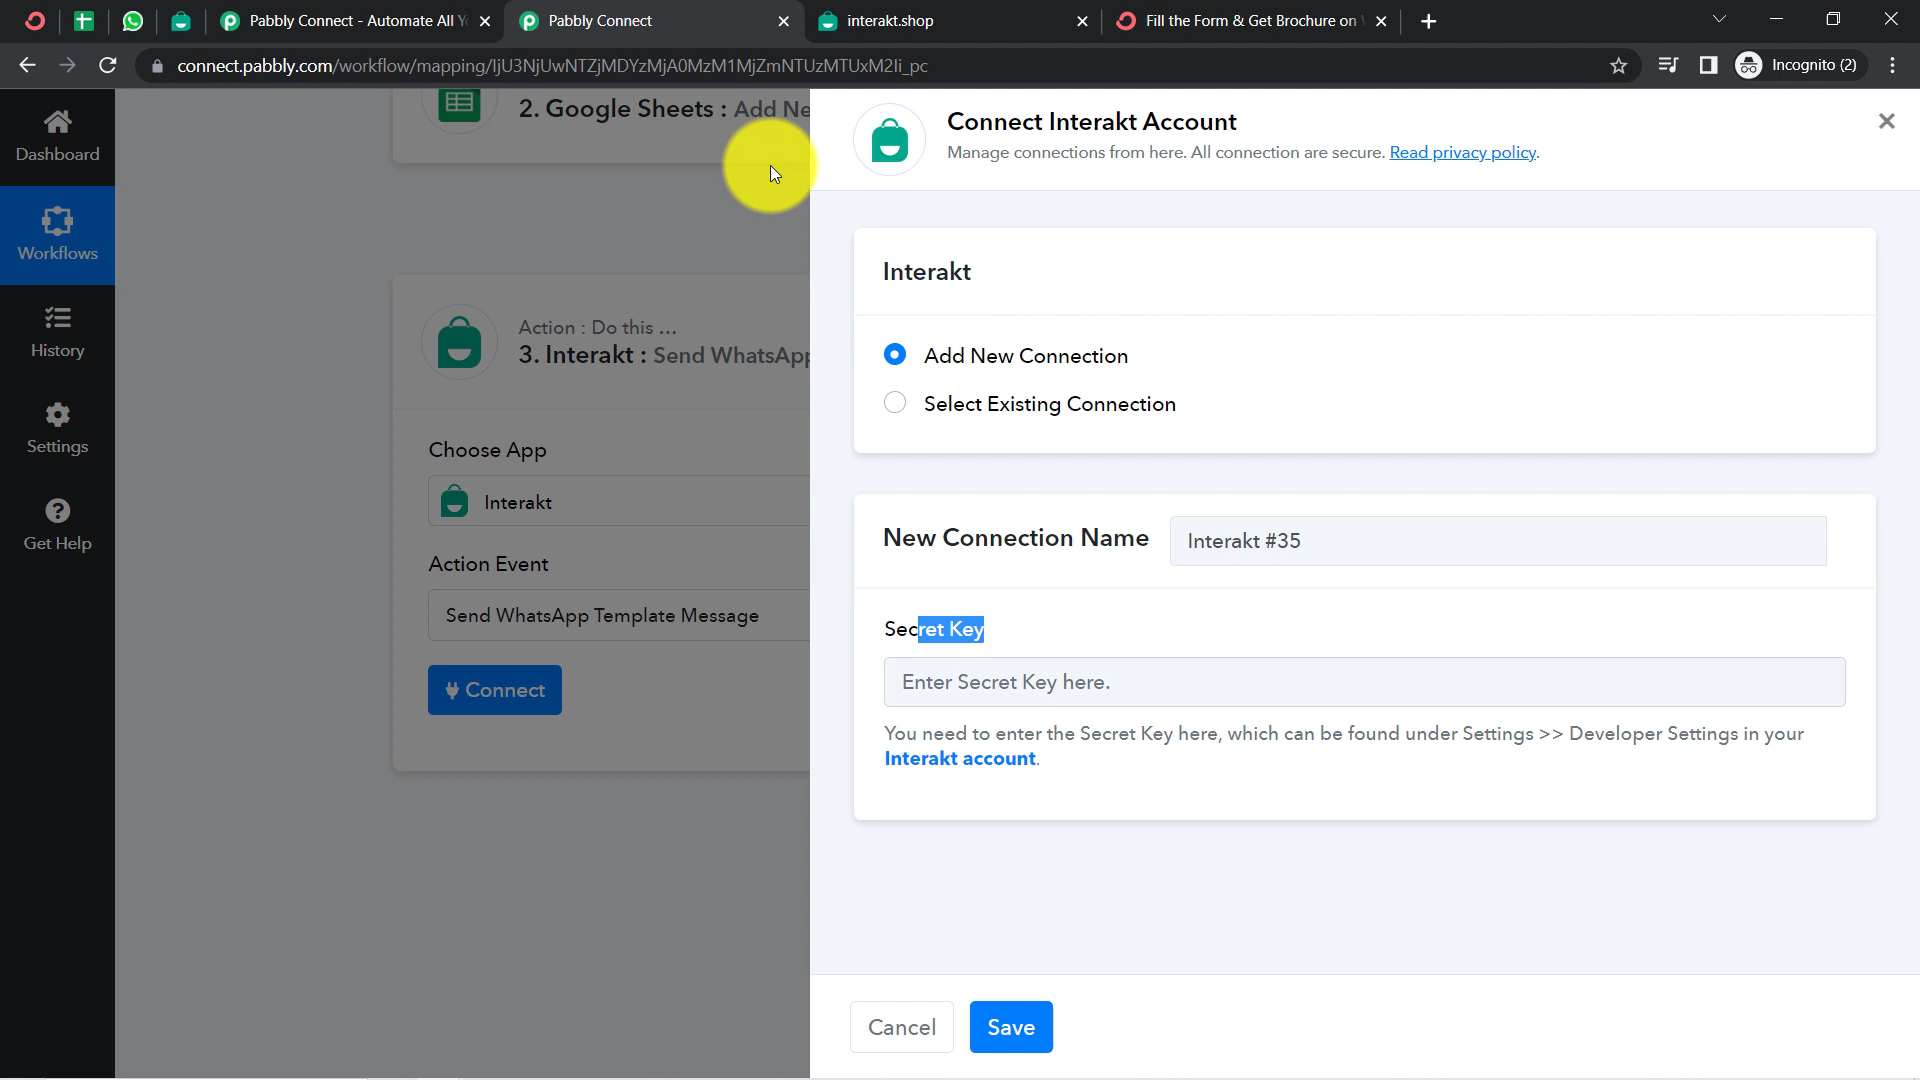 Pabbly Connect - Automate All Y
Pabbly Connect
interakt.shop
Fill the Form & Get Brochure on
connect.pabbly.com/workflow/mapping/IjU3NjUwNTZjMDYzMjA0MzM1MjZmNTUzMTUxM2Ii_pc
Incognito (2)
Dashboard
Workflows
History
Settings
Get Help
2. Google Sheets : Add Ne
Action : Do this ...
3. Interakt : Send WhatsApp
Choose App
Interakt
Action Event
Send WhatsApp Template Message
Connect
Connect Interakt Account
Manage connections from here. All connection are secure. Read privacy policy.
Interakt
Add New Connection
Select Existing Connection
New Connection Name
Interakt #35
Secret Key
Enter Secret Key here.
You need to enter the Secret Key here, which can be found under Settings >> Developer Settings in your
Interakt account.
Cancel
Save